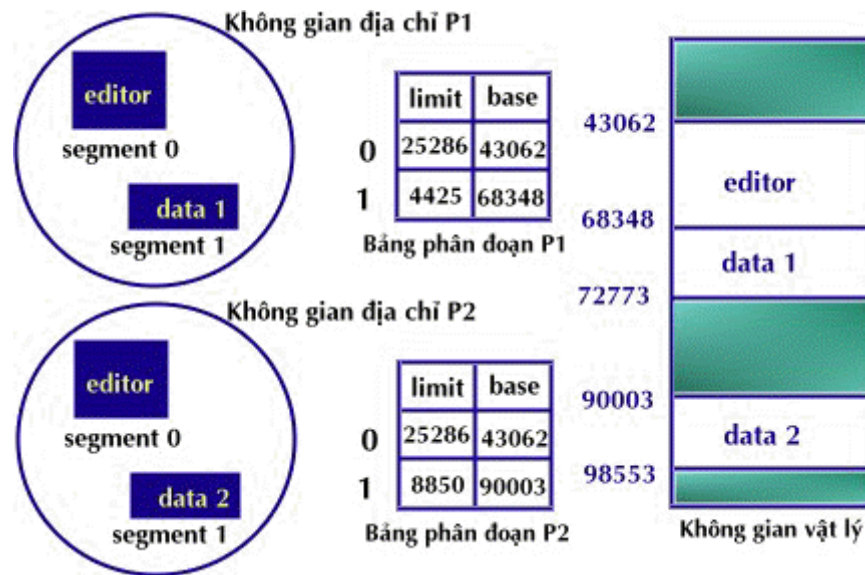 Không gian địa chỉ P1
editor
segment 0
data 1
segment 1
limit base
0 25286 43062
1 4425 68348
Bảng phân đoạn P1
Không gian địa chỉ P2
editor
segment 0
data 2
segment 1
limit base
0 25286 43062
1 8850 90003
Bảng phân đoạn P2
43062
editor
68348
data 1
72773
90003
data 2
98553
Không gian vật lý